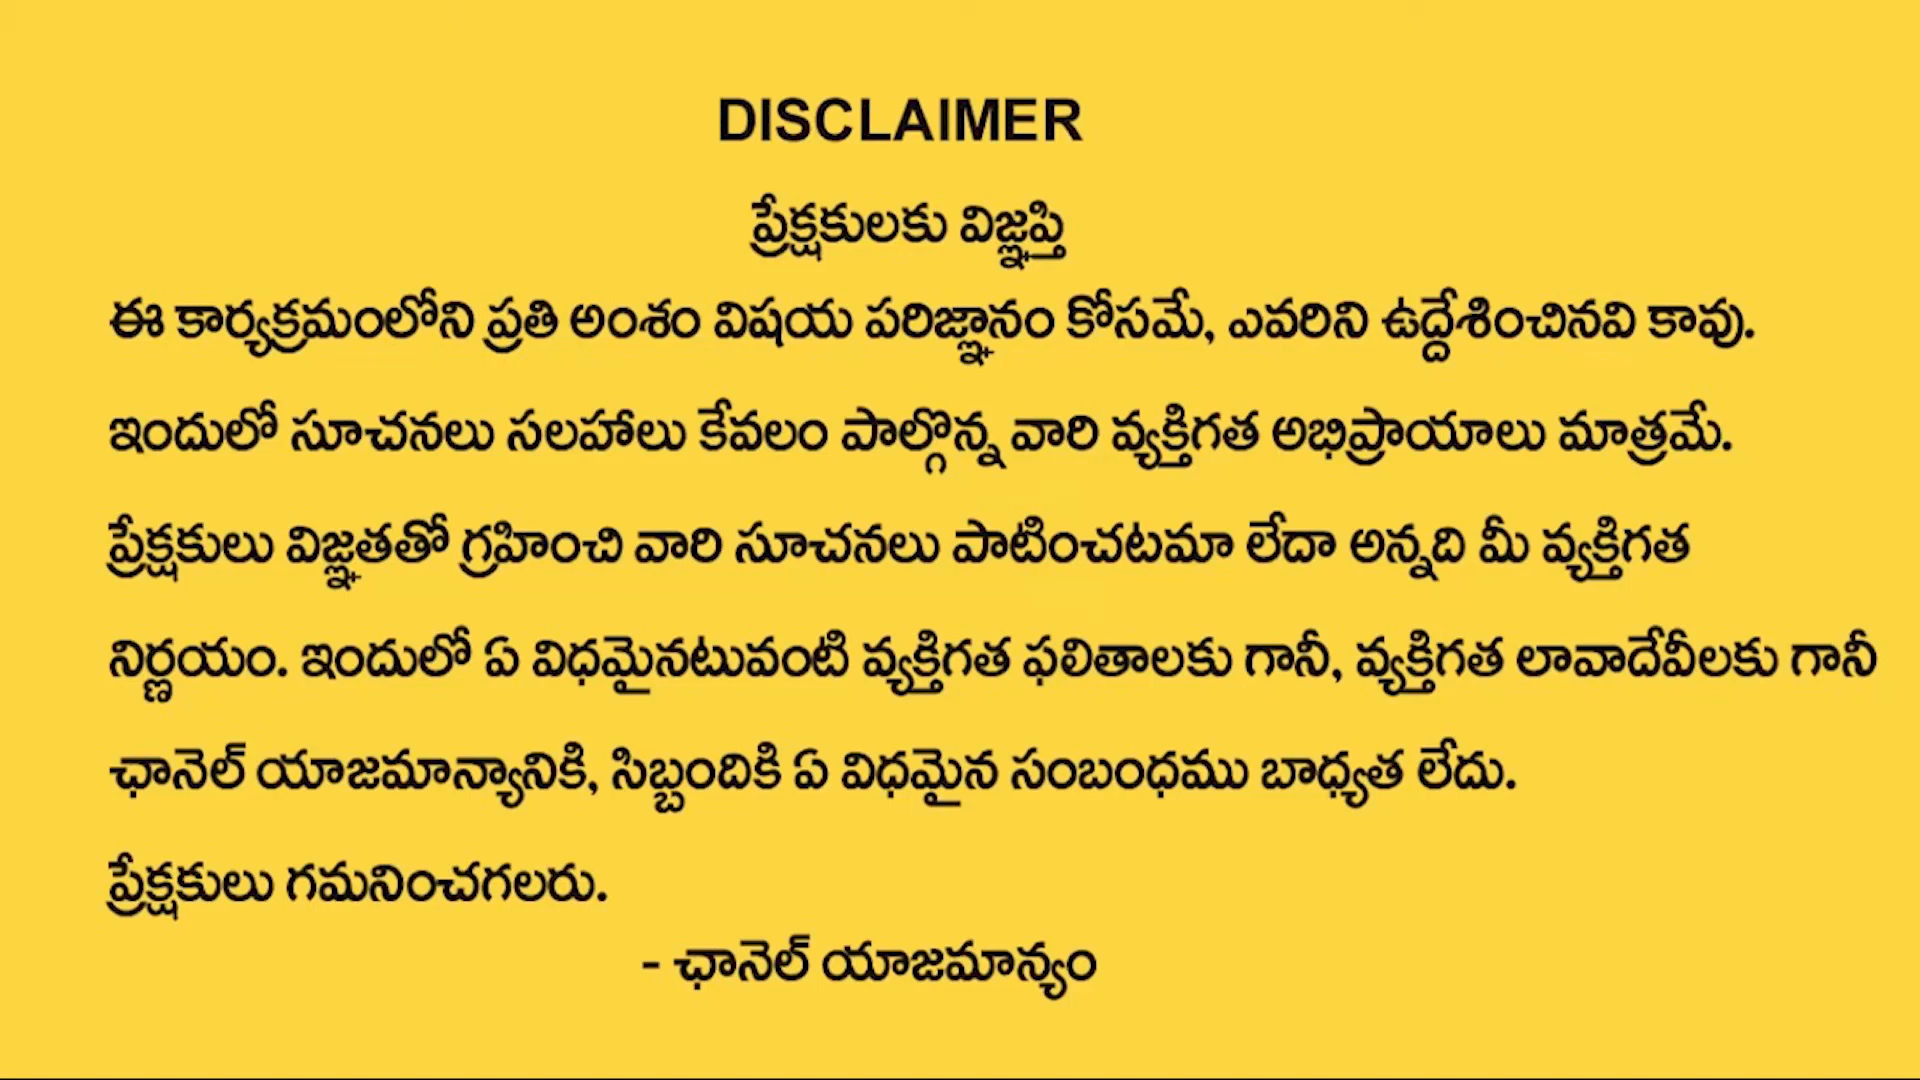 DISCLAIMER
ప్రేక్షకులకు విజ్ఞప్తి
ఈ కార్యక్రమంలోని ప్రతి అంశం విషయ పరిజ్ఞానం కోసమే, ఎవరిని ఉద్దేశించినవి కావు.
ఇందులో సూచనలు సలహాలు కేవలం పాల్గొన్న వారి వ్యక్తిగత అభిప్రాయాలు మాత్రమే.
ప్రేక్షకులు విజ్ఞతతో గ్రహించి వారి సూచనలు పాటించటమా లేదా అన్నది మీ వ్యక్తిగత
నిర్ణయం. ఇందులో ఏ విధమైనటువంటి వ్యక్తిగత ఫలితాలకు గానీ, వ్యక్తిగత లావాదేవీలకు గానీ
ఛానెల్ యాజమాన్యానికి, సిబ్బందికి ఏ విధమైన సంబంధము బాధ్యత లేదు.
ప్రేక్షకులు గమనించగలరు.
- ఛానెల్ యాజమాన్యం